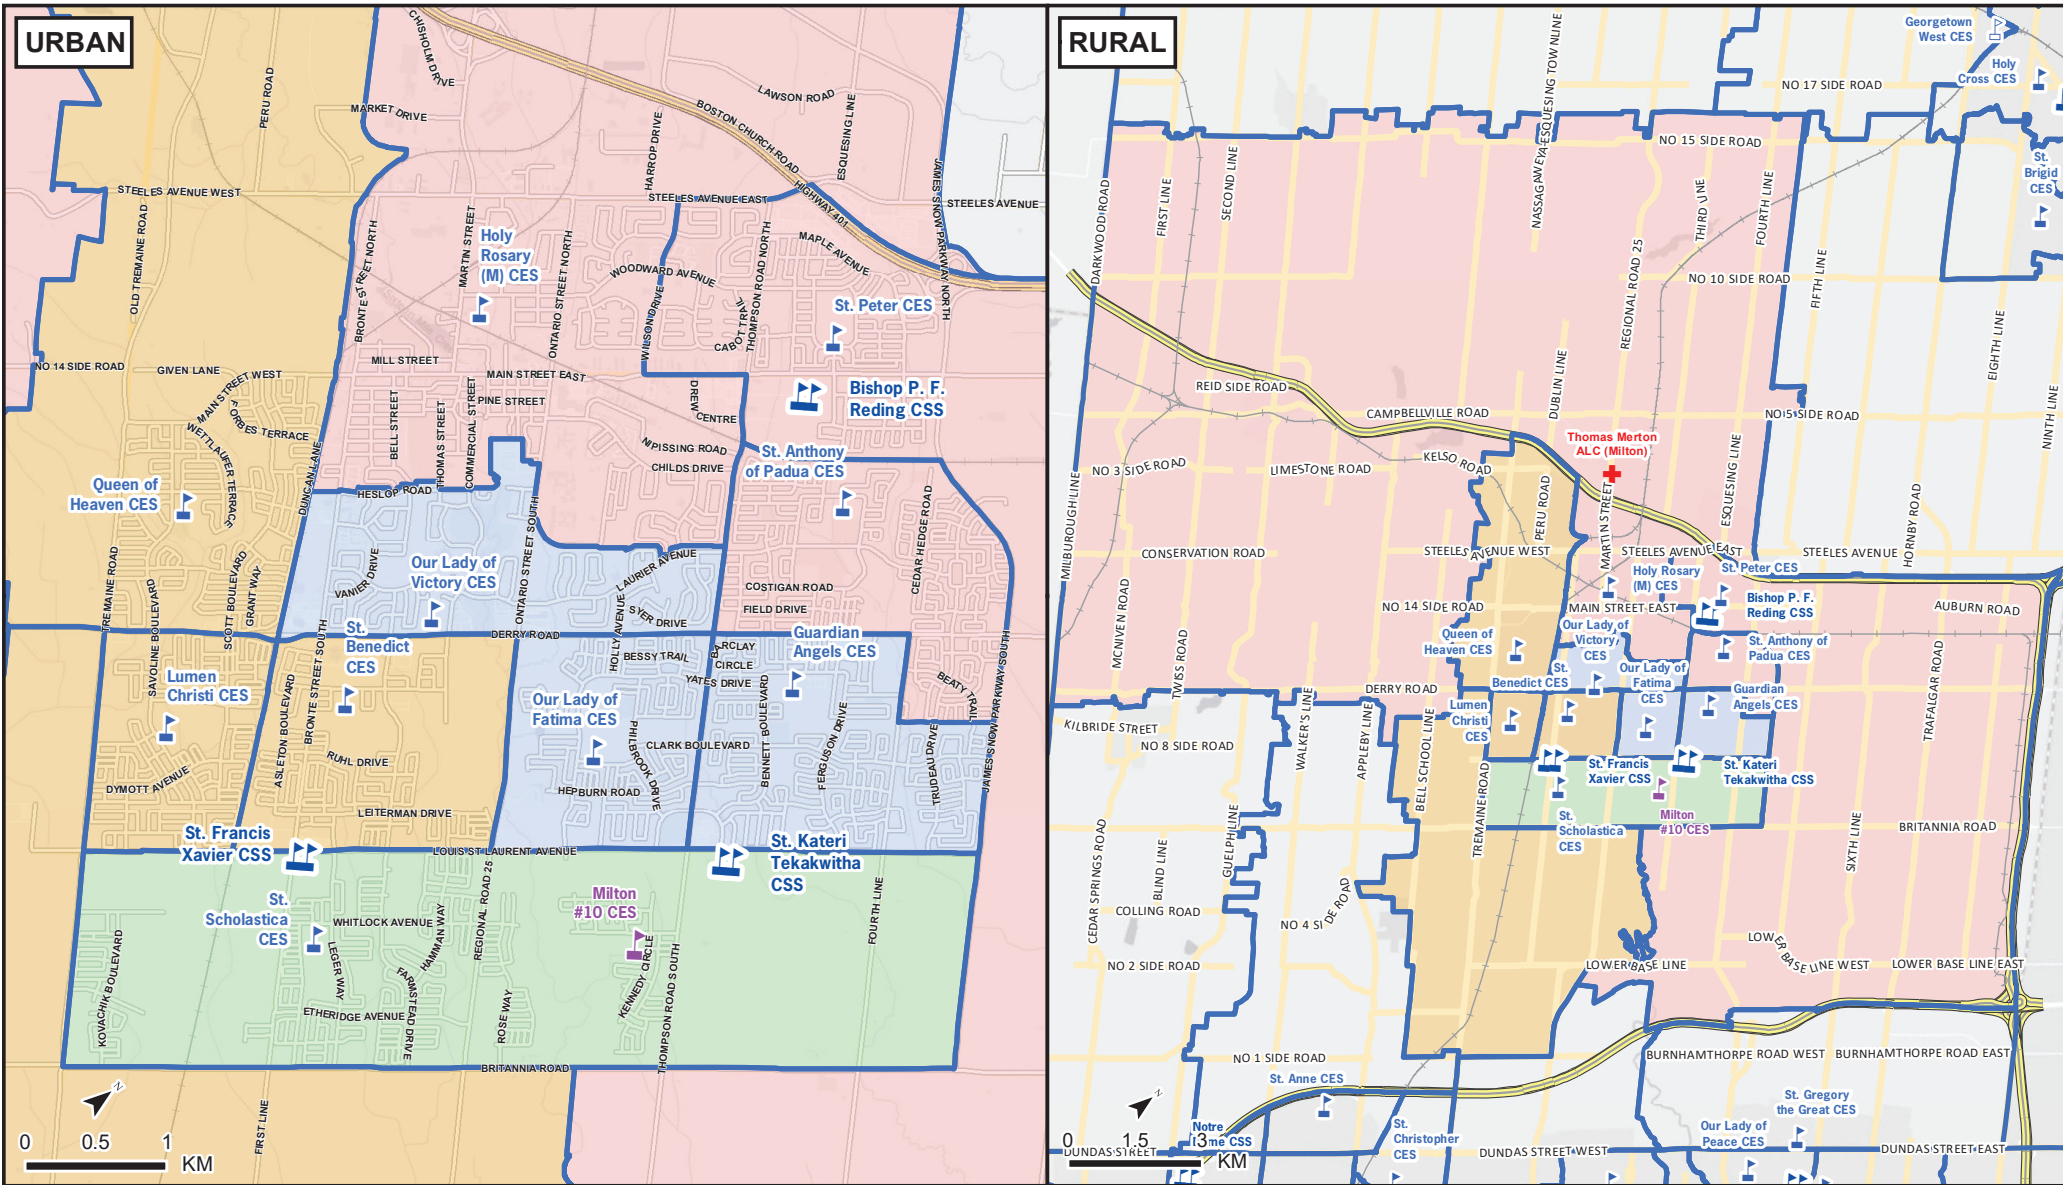 URBAN
CHISHOLM DRIVE
PERU ROAD
MARKET DRIVE
LAWSON ROAD
BOSTON CHURCH ROAD
ESQUESING LINE
HARROP DRIVE
JAMES SNOW PARKWAY NORTH
STEELES AVENUE WEST
STEELES AVENUE EAST
HIGHWAY 401
STEELES AVENUE
OLD TREMAINE ROAD
BRONTE STREET NORTH
MARTIN STREET
Holy
Rosary
(M) CES
ONTARIO STREET NORTH
WOODWARD AVENUE
MAPLE AVENUE
THOMPSON ROAD NORTH
CABOT TRAIL
WILSON DRIVE
St. Peter CES
NO 14 SIDE ROAD
GIVEN LANE
MAIN STREET WEST
MILL STREET
MAIN STREET EAST
PINE STREET
FORBES TERRACE
WETTLAUFER TERRACE
BELL STREET
THOMAS STREET
COMMERCIAL STREET
DREW CENTRE
Bishop P. F.
Reding CSS
NIPISSING ROAD
CHILDS DRIVE
St. Anthony
of Padua CES
DUNCAN LANE
HESLOP ROAD
Queen of
Heaven CES
ONTARIO STREET SOUTH
CEDAR HEDGE ROAD
TREMAINE ROAD
SAVOLINE BOULEVARD
SCOTT BOULEVARD
GRANT WAY
VANIER DRIVE
Our Lady of
Victory CES
LAURIER AVENUE
COSTIGAN ROAD
FIELD DRIVE
HOLLY AVENUE
SYER DRIVE
DERRY ROAD
St.
Benedict
CES
BESSY TRAIL
BARCLAY
CIRCLE
YATES DRIVE
Guardian
Angels CES
BEATY TRAIL
JAMES SNOW PARKWAY SOUTH
Lumen
Christi CES
ASLETON BOULEVARD
BRONTE STREET SOUTH
Our Lady of
Fatima CES
PHILBROOK DRIVE
CLARK BOULEVARD
BENNETT BOULEVARD
FERGUSON DRIVE
TRUDEAU DRIVE
RUHL DRIVE
DYMOTT AVENUE
HEPBURN ROAD
LEITERMAN DRIVE
St. Francis
Xavier CSS
LOUIS ST LAURENT AVENUE
St. Kateri
Tekakwitha
CSS
REGIONAL ROAD 25
St.
Scholastica
CES
WHITLOCK AVENUE
Milton
#10 CES
FOURTH LINE
KOVACHIK BOULEVARD
LEGER WAY
HAMMAN WAY
FARMSTEAD DRIVE
ETHERIDGE AVENUE
ROSE WAY
KENNEDY CIRCLE
THOMPSON ROAD SOUTH
BRITANNIA ROAD
FIRST LINE
N
0 0.5 1
KM
RURAL
Georgetown
West CES
Holy
Cross CES
NO 17 SIDE ROAD
NASSAGAWEYA-ESQUESING TOWNLINE
NO 15 SIDE ROAD
St.
Brigid
CES
DARKWOOD ROAD
FIRST LINE
SECOND LINE
THIRD LINE
FOURTH LINE
REGIONAL ROAD 25
NO 10 SIDE ROAD
FIFTH LINE
EIGHTH LINE
NINTH LINE
REID SIDE ROAD
CAMPBELLVILLE ROAD
DUBLIN LINE
NO 5 SIDE ROAD
Thomas Merton
ALC (Milton)
NO 3 SIDE ROAD
LIMESTONE ROAD
KELSO ROAD
PERU ROAD
MARTIN STREET
ESQUESING LINE
HORNBY ROAD
MILBOROUGH LINE
CONSERVATION ROAD
STEELES AVENUE WEST
STEELES AVENUE EAST
STEELES AVENUE
Holy Rosary
(M) CES
St. Peter CES
MCNIVEN ROAD
NO 14 SIDE ROAD
MAIN STREET EAST
Bishop P. F.
Reding CSS
AUBURN ROAD
TWISS ROAD
Queen of
Heaven CES
Our Lady of
Victory CES
St. Anthony of
Padua CES
St.
Benedict CES
Our Lady of
Fatima
CES
Guardian
Angels CES
TRAFALGAR ROAD
DERRY ROAD
Lumen
Christi
CES
KILBRIDE STREET
NO 8 SIDE ROAD
WALKER'S LINE
APPLEBY LINE
BELL SCHOOL LINE
TREMAINE ROAD
St. Francis
Xavier CSS
St. Kateri
Tekakwitha CSS
St.
Scholastica
CES
Milton
#10 CES
BRITANNIA ROAD
SIXTH LINE
GUELPH LINE
BLIND LINE
CEDAR SPRINGS ROAD
COLLING ROAD
NO 4 SIDE ROAD
NO 2 SIDE ROAD
LOWER BASE LINE
LOWER BASE LINE WEST
LOWER BASE LINE EAST
NO 1 SIDE ROAD
BURNHAMTHORPE ROAD WEST
BURNHAMTHORPE ROAD EAST
St. Anne CES
St. Gregory
the Great CES
Our Lady of
Peace CES
St.
Christopher
CES
Notre
Dame CSS
N
0 1.5 3
KM
DUNDAS STREET
DUNDAS STREET WEST
DUNDAS STREET EAST